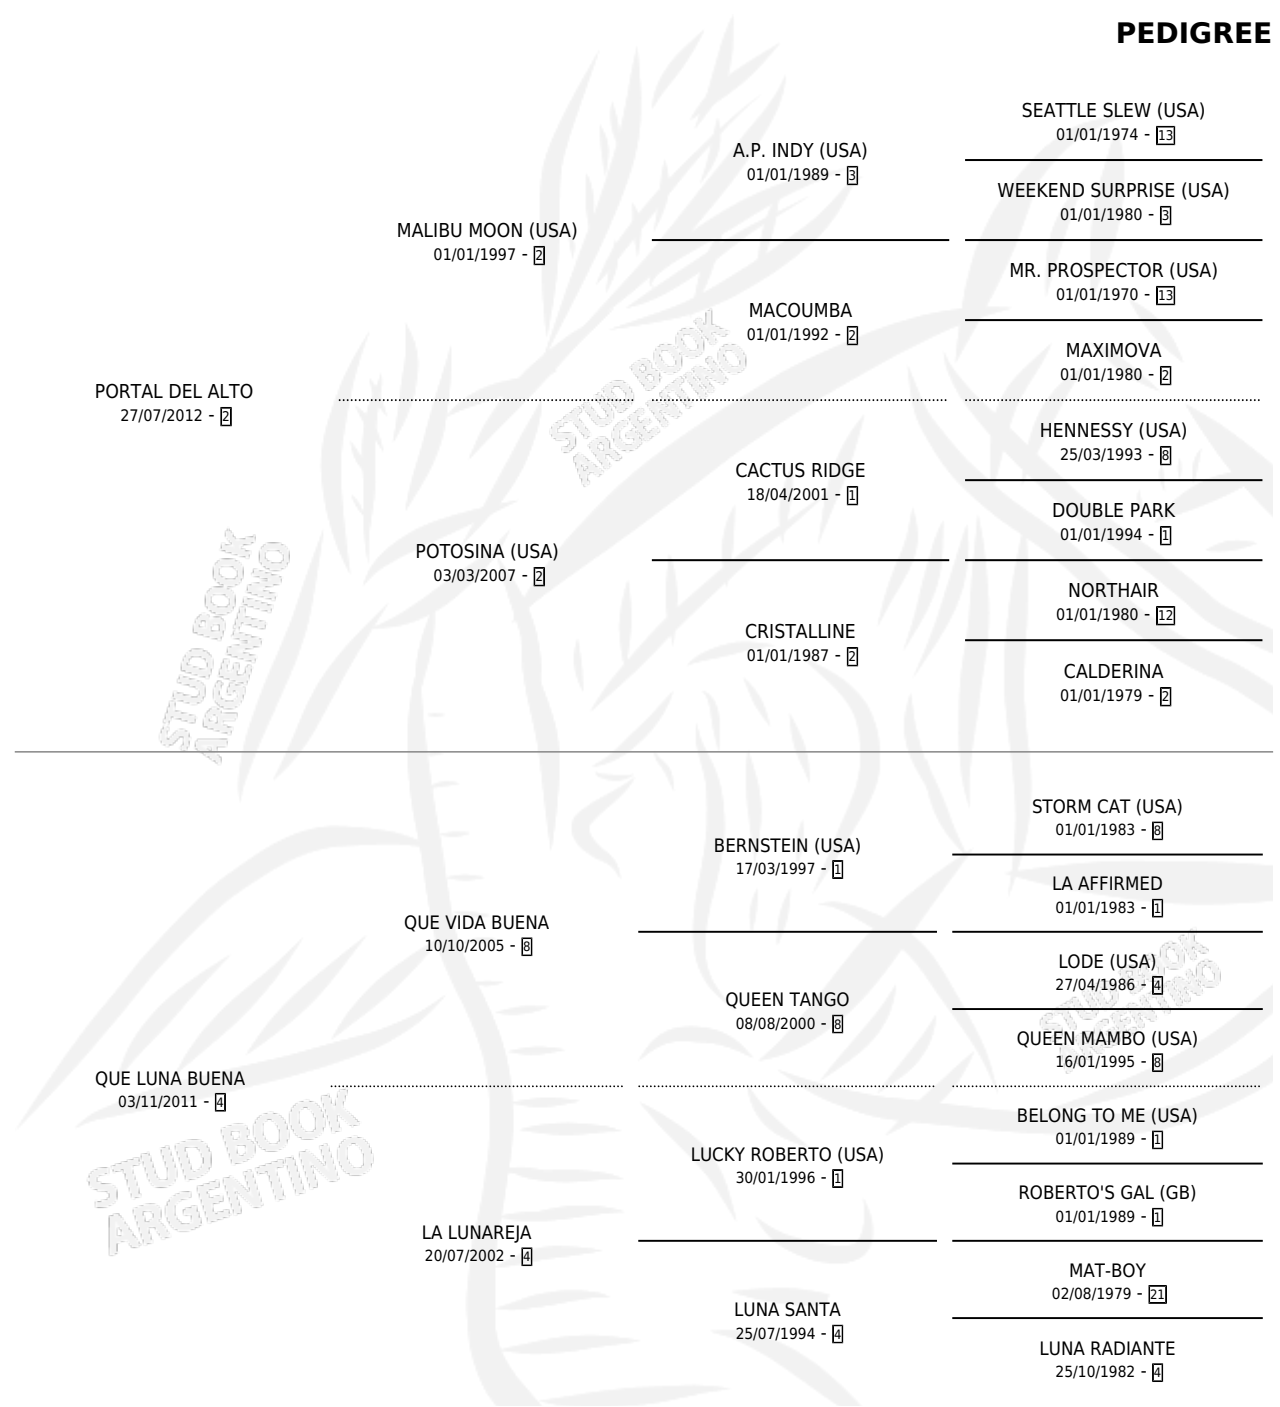 PEDIGREE
SEATTLE SLEW (USA)
01/01/1974 - 13
A.P. INDY (USA)
01/01/1989 - 3
WEEKEND SURPRISE (USA)
01/01/1980 - 3
MALIBU MOON (USA)
01/01/1997 - 2
MR. PROSPECTOR (USA)
01/01/1970 - 13
MACOUMBA
01/01/1992 - 2
MAXIMOVA
01/01/1980 - 2
PORTAL DEL ALTO
27/07/2012 - 2
HENNESSY (USA)
25/03/1993 - 8
CACTUS RIDGE
18/04/2001 - 1
DOUBLE PARK
01/01/1994 - 1
POTOSINA (USA)
03/03/2007 - 2
NORTHAIR
01/01/1980 - 12
CRISTALLINE
01/01/1987 - 2
CALDERINA
01/01/1979 - 2
STORM CAT (USA)
01/01/1983 - 8
BERNSTEIN (USA)
17/03/1997 - 1
LA AFFIRMED
01/01/1983 - 1
QUE VIDA BUENA
10/10/2005 - 8
LODE (USA)
27/04/1986 - 4
QUEEN TANGO
08/08/2000 - 8
QUEEN MAMBO (USA)
16/01/1995 - 8
QUE LUNA BUENA
03/11/2011 - 4
BELONG TO ME (USA)
01/01/1989 - 1
LUCKY ROBERTO (USA)
30/01/1996 - 1
ROBERTO'S GAL (GB)
01/01/1989 - 1
LA LUNAREJA
20/07/2002 - 4
MAT-BOY
02/08/1979 - 21
LUNA SANTA
25/07/1994 - 4
LUNA RADIANTE
25/10/1982 - 4
STUD BOOK
ARGENTINO
STUD BOOK
ARGENTINO
STUD BOOK
ARGENTINO
STUD BOOK
ARGENTINO